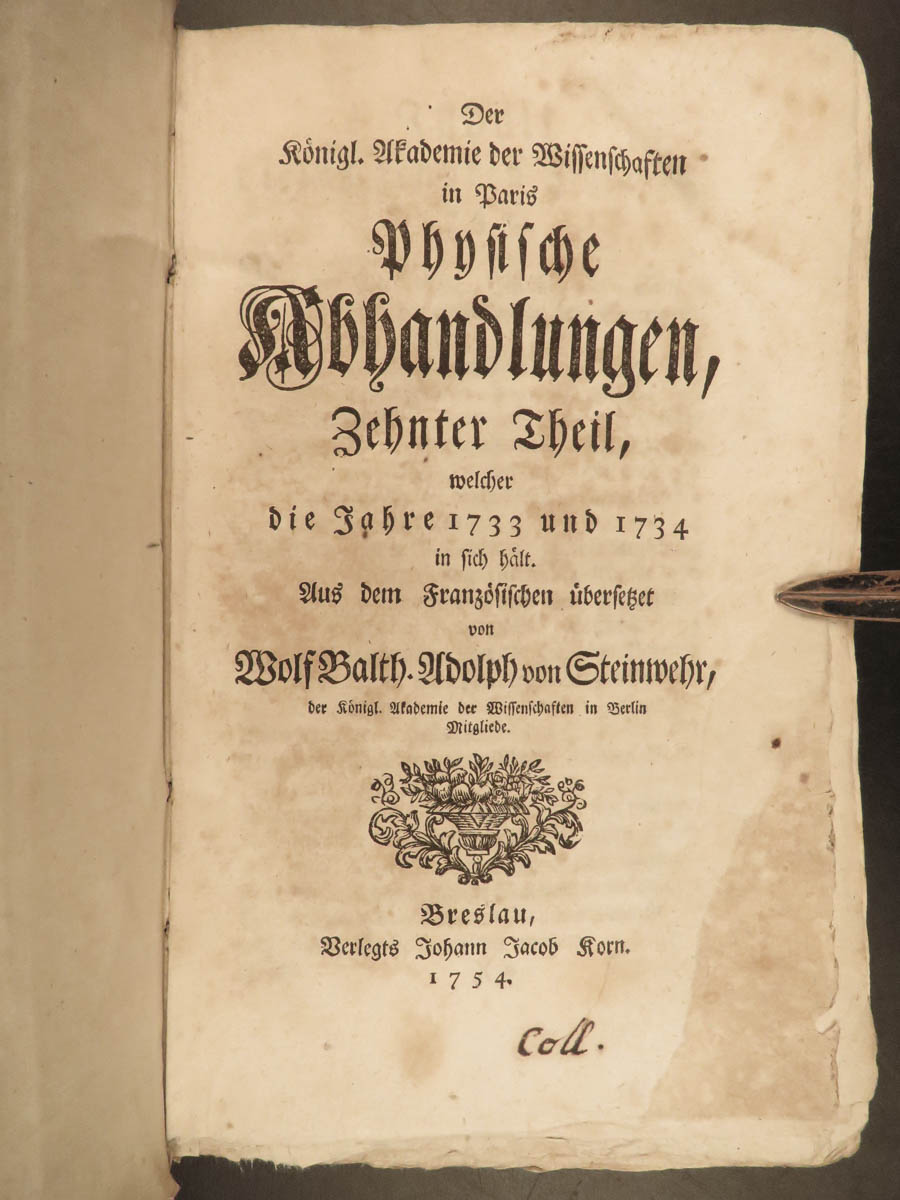 Der
Königl. Akademie der Wissenschaften
in Paris
Physische
Abhandlungen,
Zehnter Theil,
welcher
die Jahre 1733 und 1734
in sich hält.
Aus dem Französischen übersetzet
von
Wolf Balth. Adolph von Steinwehr,
der Königl. Akademie der Wissenschaften in Berlin
Mitgliede.
Breslau,
Verlegts Johann Jacob Korn.
1754.
Coll.